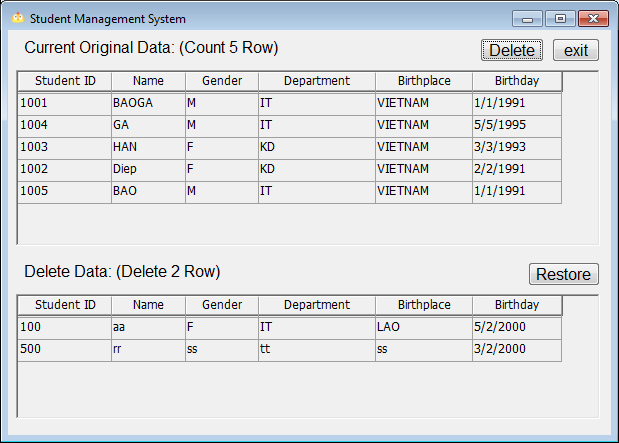 Student Management System
Current Original Data: (Count 5 Row) Delete exit
Student ID Name Gender Department Birthplace Birthday
1001 BAOGA M IT VIETNAM 1/1/1991
1004 GA M IT VIETNAM 5/5/1995
1003 HAN F KD VIETNAM 3/3/1993
1002 Diep F KD VIETNAM 2/2/1991
1005 BAO M IT VIETNAM 1/1/1991
Delete Data: (Delete 2 Row) Restore
Student ID Name Gender Department Birthplace Birthday
100 aa F IT LAO 5/2/2000
500 rr ss tt ss 3/2/2000